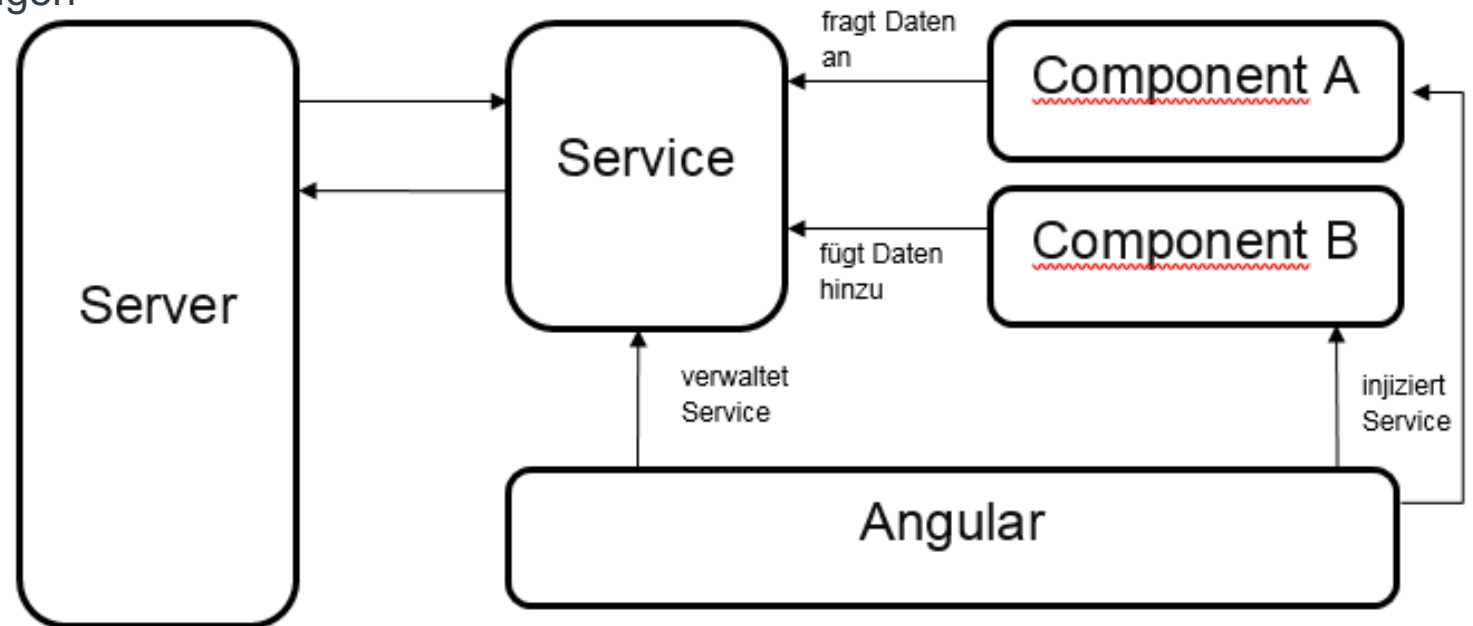 fragt Daten
an
Component A
Service
Component B
fügt Daten
hinzu
Server
verwaltet
Service
injiziert
Service
Angular